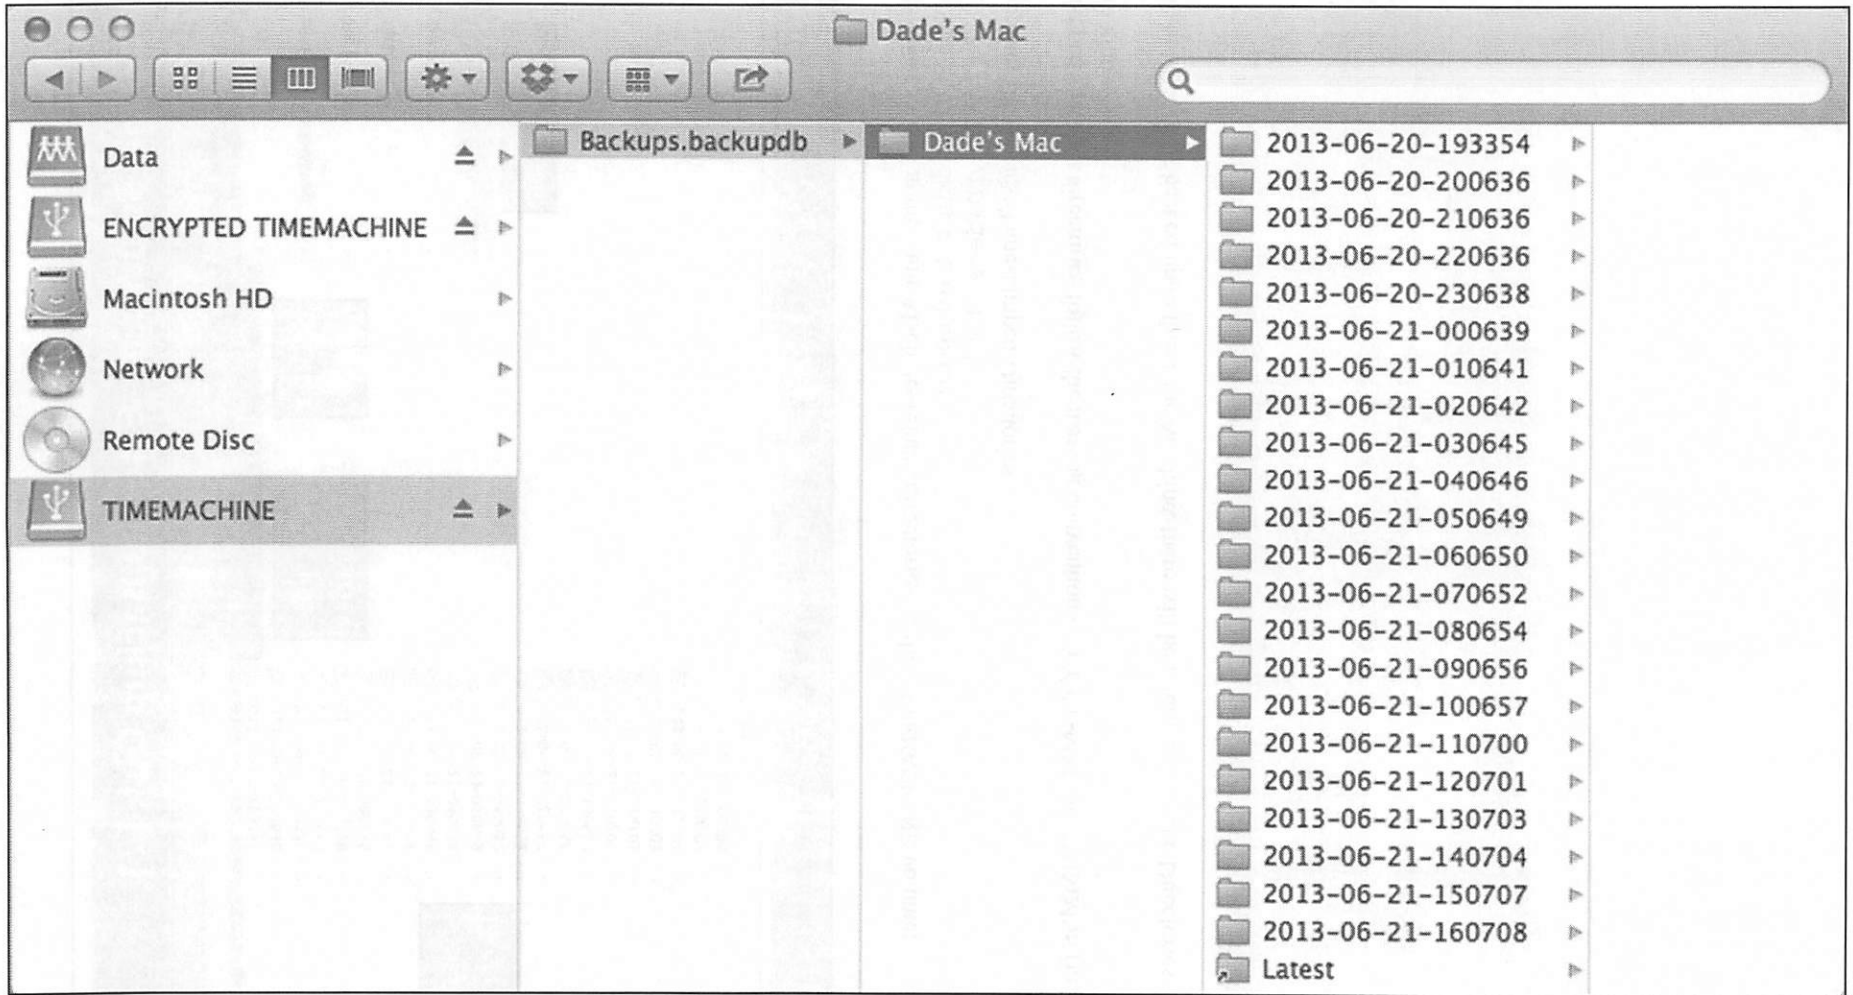 Dade's Mac
Data
ENCRYPTED TIMEMACHINE
Macintosh HD
Network
Remote Disc
TIMEMACHINE
Backups.backupdb
Dade's Mac
2013-06-20-193354
2013-06-20-200636
2013-06-20-210636
2013-06-20-220636
2013-06-20-230638
2013-06-21-000639
2013-06-21-010641
2013-06-21-020642
2013-06-21-030645
2013-06-21-040646
2013-06-21-050649
2013-06-21-060650
2013-06-21-070652
2013-06-21-080654
2013-06-21-090656
2013-06-21-100657
2013-06-21-110700
2013-06-21-120701
2013-06-21-130703
2013-06-21-140704
2013-06-21-150707
2013-06-21-160708
Latest